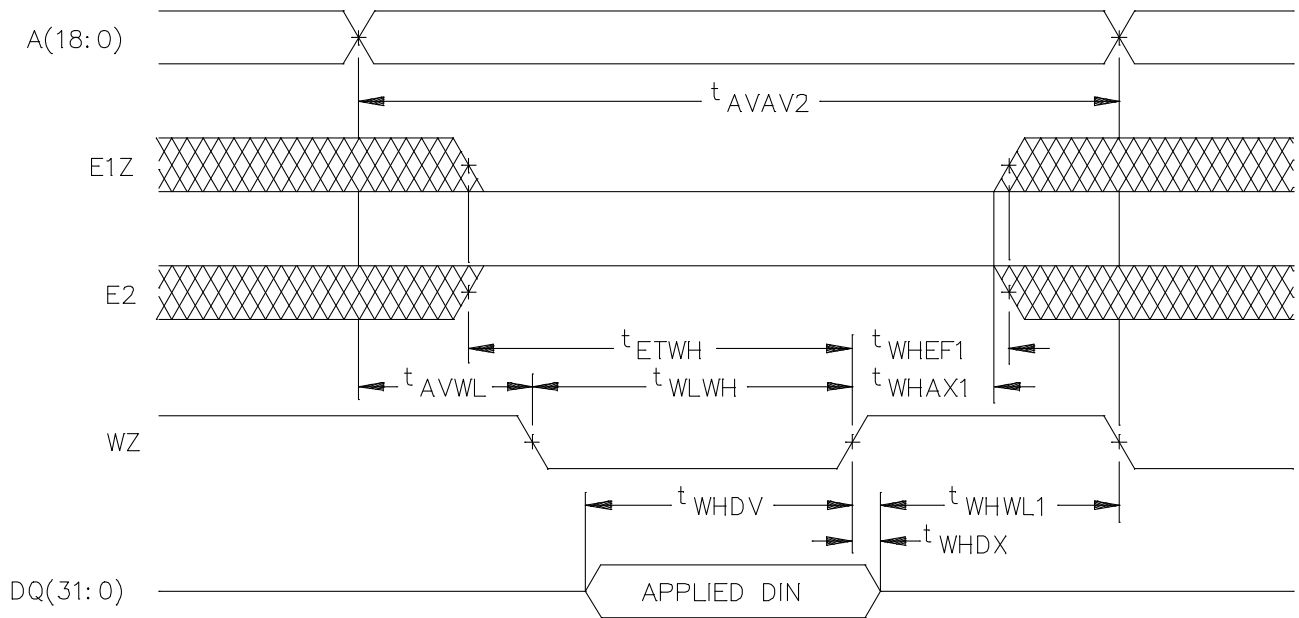 A(18:0)
tAVAV2
E1Z
E2
tETWH
tWHEF1
tAVWL
tWLWH
tWHAX1
WZ
tWHDV
tWHWL1
tWHDX
DQ(31:0)
APPLIED DIN